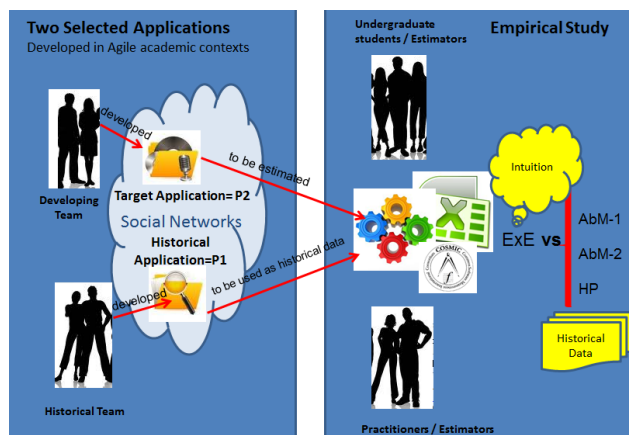 Two Selected Applications
Developed in Agile academic contexts
developed
Developing
Team
Target Application= P2
Social Networks
Historical
Application=P1
developed
Historical Team
to be estimated
to be used as historical data
Undergraduate
students / Estimators
Empirical Study
Intuition
COSMIC
ExE vs
AbM-1
AbM-2
HP
Historical
Data
Practitioners / Estimators